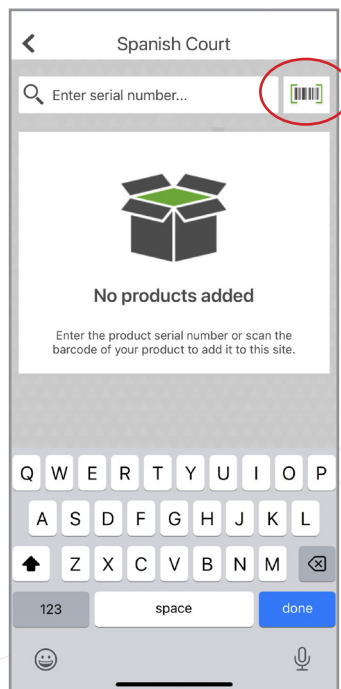 Spanish Court
Enter serial number...
No products added
Enter the product serial number or scan the
barcode of your product to add it to this site.
Q W E R T Y U I O P
A S D F G H J K L
Z X C V B N M
123 space done